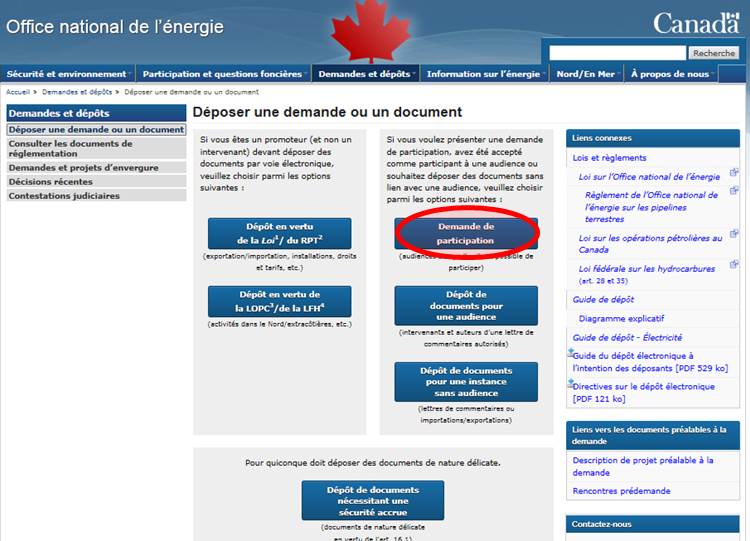 Office national de l'énergie
Canada
Recherche
Sécurité et environnement
Participation et questions foncières
Demandes et dépôts
Information sur l'énergie
Nord/En Mer
À propos de nous
Accueil > Demandes et dépôts > Déposer une demande ou un document
Demandes et dépôts
Déposer une demande ou un document
Consulter les documents de
réglementation
Demandes et projets d'envergure
Décisions récentes
Contestations judiciaires
Déposer une demande ou un document
Si vous êtes un promoteur (et non un
intervenant) devant déposer des
documents par voie électronique,
veuillez choisir parmi les options
suivantes :
Dépôt en vertu
de la Loi¹/ du RPT²
(exportation/importation, installations, droits
et tarifs, etc.)
Dépôt en vertu de
la LOPC³/de la LFH⁴
(activités dans le Nord/extracôtières, etc.)
Si vous voulez présenter une demande
de participation, avez été accepté
comme participant à une audience ou
souhaitez déposer des documents sans
lien avec une audience, veuillez choisir
parmi les options suivantes :
Demande de
participation
(audiences possible de
participer)
Dépôt de
documents pour
une audience
(intervenants et auteurs d'une lettre de
commentaires autorisés)
Dépôt de documents
pour une instance
sans audience
(lettres de commentaires ou
importations/exportations)
Pour quiconque doit déposer des documents de nature délicate.
Dépôt de documents
nécessitant une
sécurité accrue
(documents de nature délicate
en vertu de l'art. 16.1)
Liens connexes
Lois et règlements
Loi sur l'Office national de l'énergie
Règlement de l'Office national de
l'énergie sur les pipelines
terrestres
Loi sur les opérations pétrolières au
Canada
Loi fédérale sur les hydrocarbures
(art. 28 et 35)
Guide de dépôt
Diagramme explicatif
Guide de dépôt - Électricité
Guide du dépôt électronique à
l'intention des déposants [PDF 529 ko]
Directives sur le dépôt électronique
[PDF 121 ko]
Liens vers les documents préalables à la
demande
Description de projet préalable à la
demande
Rencontres prédemande
Contactez-nous